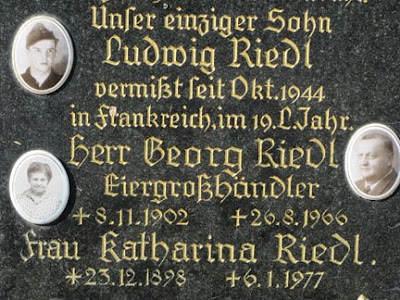 Unser einziger Sohn
Ludwig Riedl
vermißt seit Okt. 1944
in Frankreich, im 19. L. Jahr.
Herr Georg Riedl
Eiergroßhändler
+ 8.11.1902 + 26.8.1966
Frau Katharina Riedl.
* 23.12.1898 + 6.1.1977